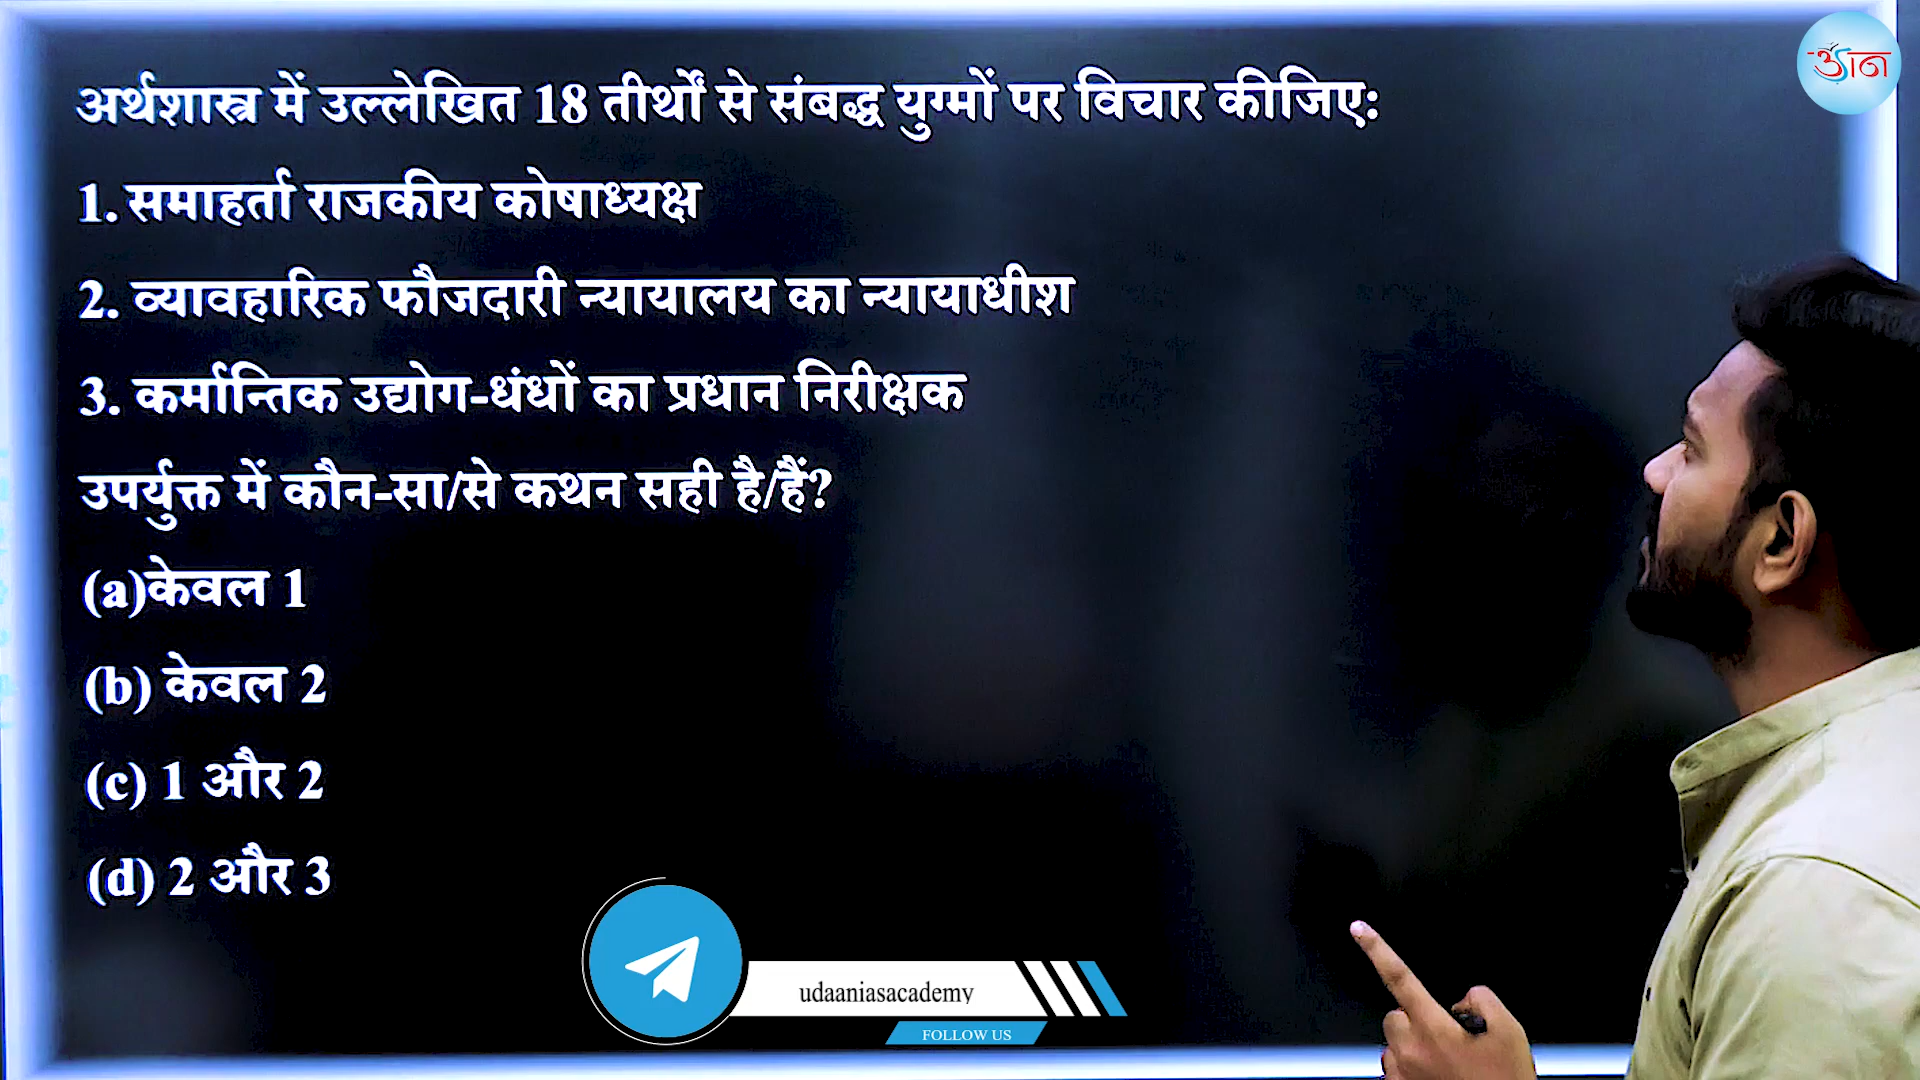 उड़ान
अर्थशास्त्र में उल्लेखित 18 तीर्थों से संबद्ध युग्मों पर विचार कीजिए:
1. समाहर्ता राजकीय कोषाध्यक्ष
2. व्यावहारिक फौजदारी न्यायालय का न्यायाधीश
3. कर्मान्तिक उद्योग-धंधों का प्रधान निरीक्षक
उपर्युक्त में कौन-सा/से कथन सही है/हैं?
(a)केवल 1
(b) केवल 2
(c) 1 और 2
(d) 2 और 3
udaaniasacademy
FOLLOW US